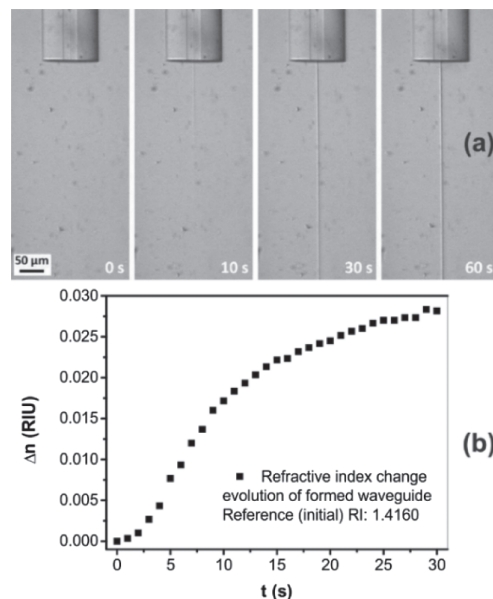 (a)
50 µm
0 s
10 s
30 s
60 s
0.030
0.025
0.020
0.015
0.010
0.005
0.000
Δn (RIU)
Refractive index change
evolution of formed waveguide
Reference (initial) RI: 1.4160
(b)
0 5 10 15 20 25 30
t (s)